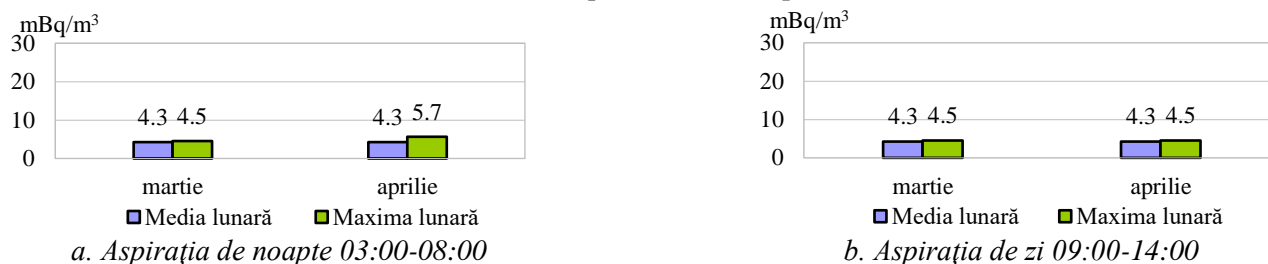 mBq/m³
30
20
10
0
4.3 4.5
4.3 5.7
martie
aprilie
Media lunară Maxima lunară
a. Aspirația de noapte 03:00-08:00
mBq/m³
30
20
10
0
4.3 4.5
4.3 4.5
martie
aprilie
Media lunară Maxima lunară
b. Aspirația de zi 09:00-14:00